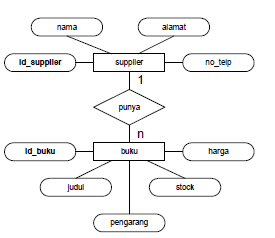 nama
alamat
id_supplier
supplier
no_telp
1
punya
n
id_buku
buku
harga
judul
stock
pengarang